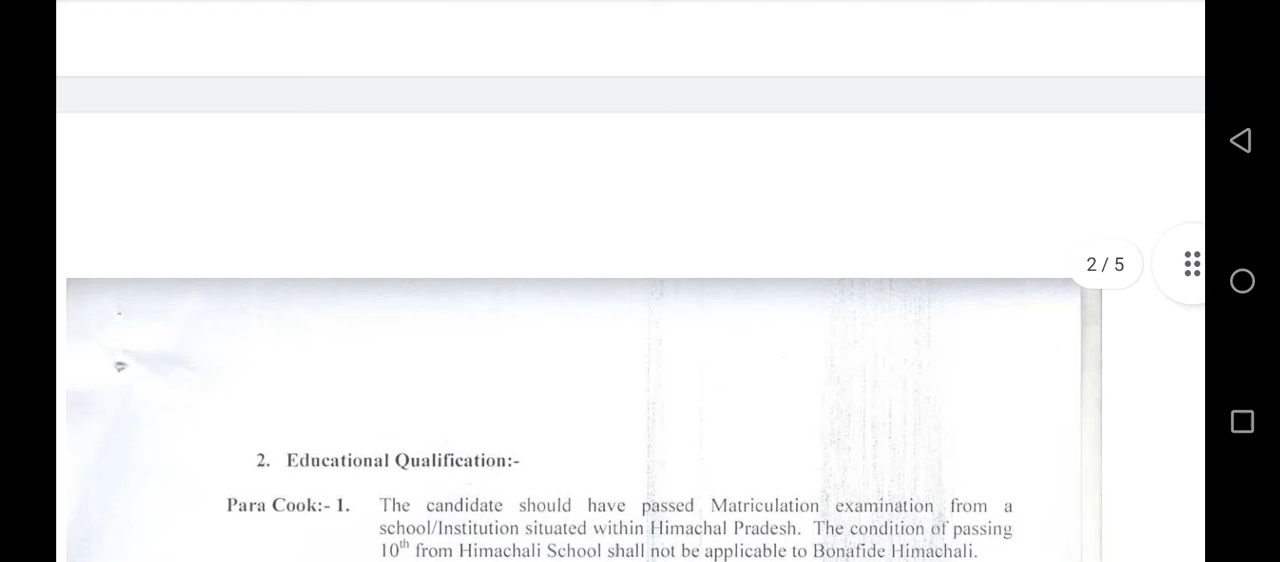 2 / 5
2. Educational Qualification:-
Para Cook:- 1. The candidate should have passed Matriculation examination from a
school/Institution situated within Himachal Pradesh. The condition of passing
10th from Himachali School shall not be applicable to Bonafide Himachali.